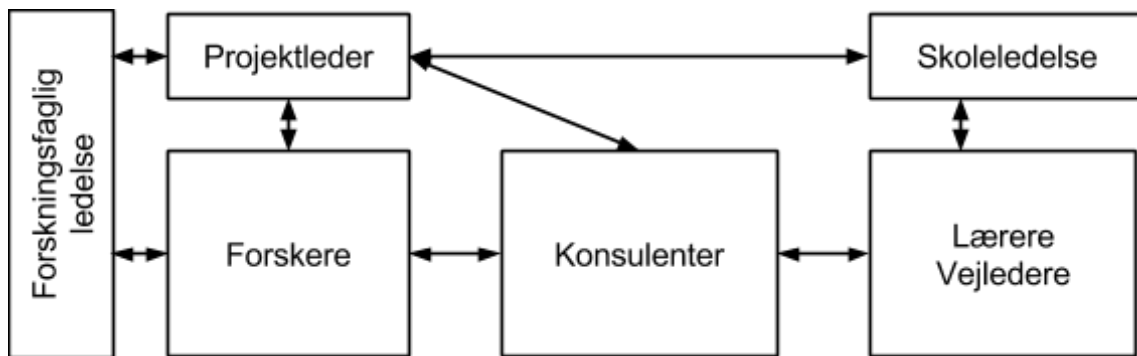 Forskningsfaglig
ledelse
Projektleder
Skoleledelse
Forskere
Konsulenter
Lærere
Vejledere